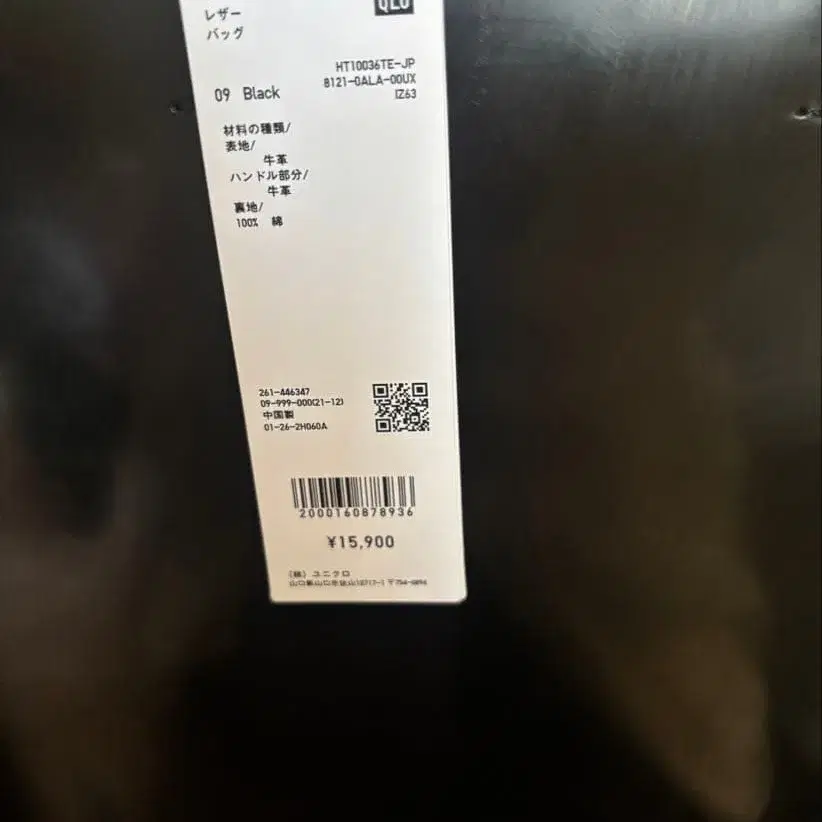 レザー
バッグ
QLO
HT10036TE-JP
8121-0ALA-00UX
IZ63
09 Black
材料の種類/
表地/
牛革
ハンドル部分/
牛革
裏地/
100% 綿
261-446347
09-999-000(21-12)
中国製
01-26-2H060A
2000160878936
¥15,900
(株) ユニクロ